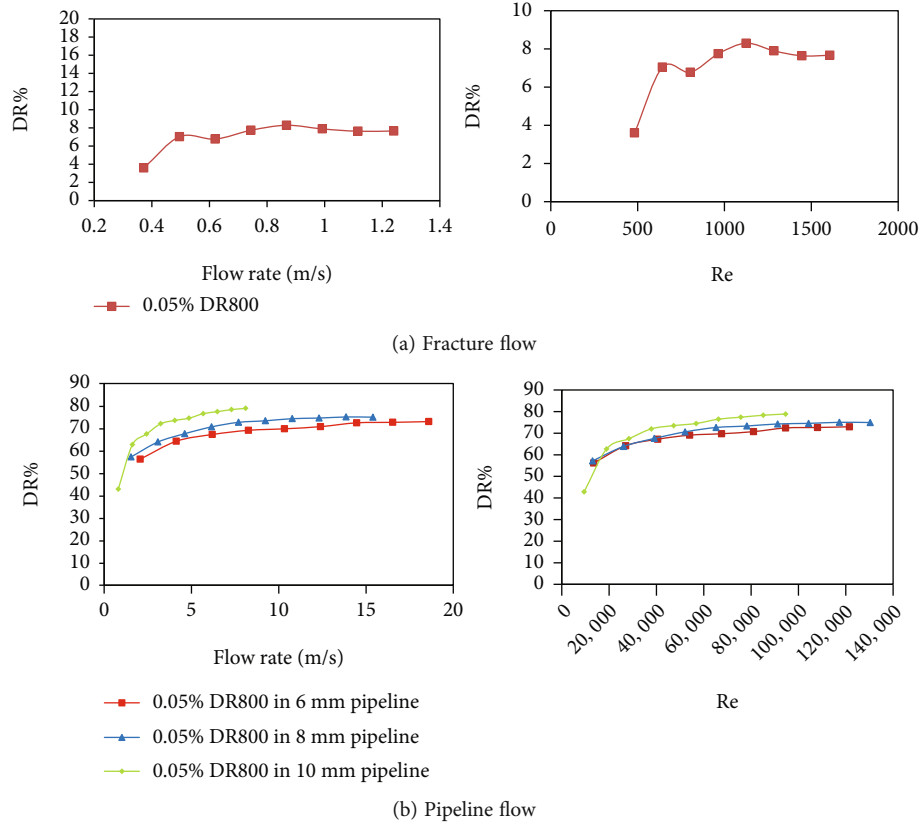 20
18
16
14
12
10
8
6
4
2
0
DR%
0.2 0.4 0.6 0.8 1 1.2 1.4
Flow rate (m/s)
0.05% DR800
10
8
6
4
2
0
DR%
0 500 1000 1500 2000
Re
(a) Fracture flow
90
80
70
60
50
40
30
20
10
0
DR%
0 5 10 15 20
Flow rate (m/s)
90
80
70
60
50
40
30
20
10
0
DR%
0 20, 000 40, 000 60, 000 80, 000 100, 000 120, 000 140, 000
Re
0.05% DR800 in 6 mm pipeline
0.05% DR800 in 8 mm pipeline
0.05% DR800 in 10 mm pipeline
(b) Pipeline flow